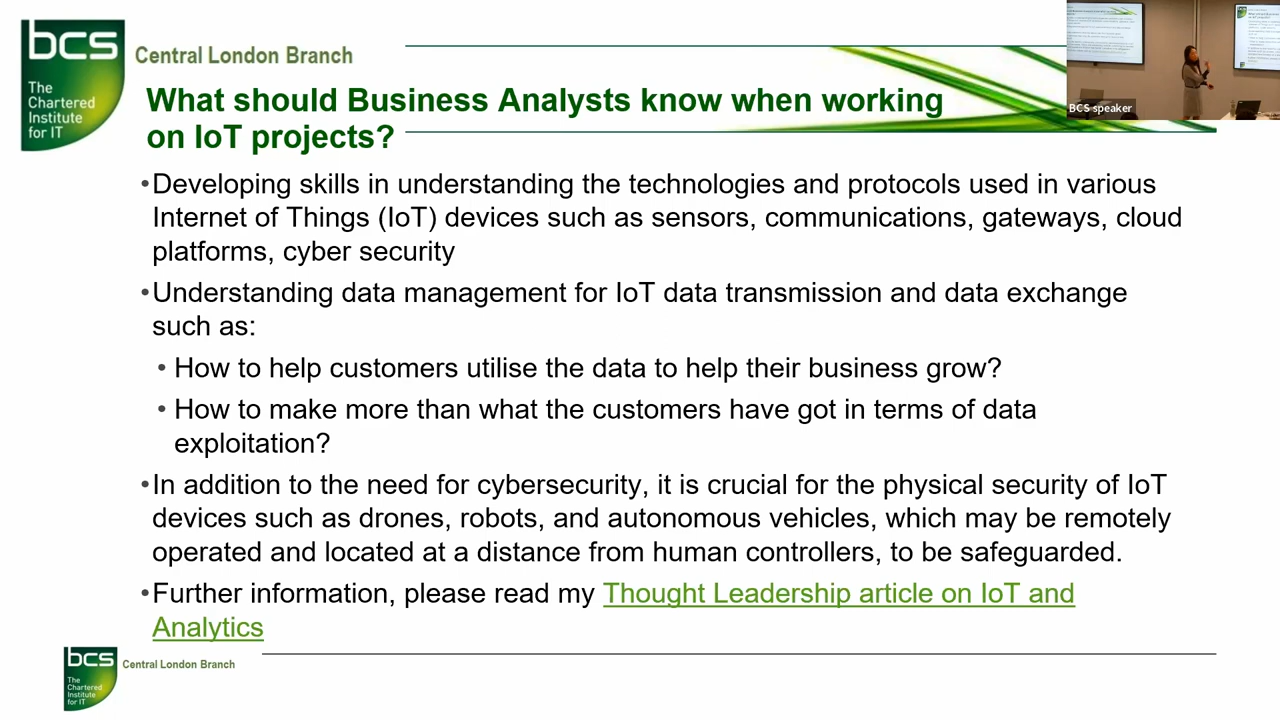 bcs
Central London Branch
The
Chartered
Institute
for IT
What should Business Analysts know when working
on IoT projects?
BCS speaker
•Developing skills in understanding the technologies and protocols used in various
Internet of Things (IoT) devices such as sensors, communications, gateways, cloud
platforms, cyber security
•Understanding data management for IoT data transmission and data exchange
such as:
• How to help customers utilise the data to help their business grow?
• How to make more than what the customers have got in terms of data
exploitation?
•In addition to the need for cybersecurity, it is crucial for the physical security of IoT
devices such as drones, robots, and autonomous vehicles, which may be remotely
operated and located at a distance from human controllers, to be safeguarded.
•Further information, please read my Thought Leadership article on IoT and
Analytics
bcs
Central London Branch
The
Chartered
Institute
for IT